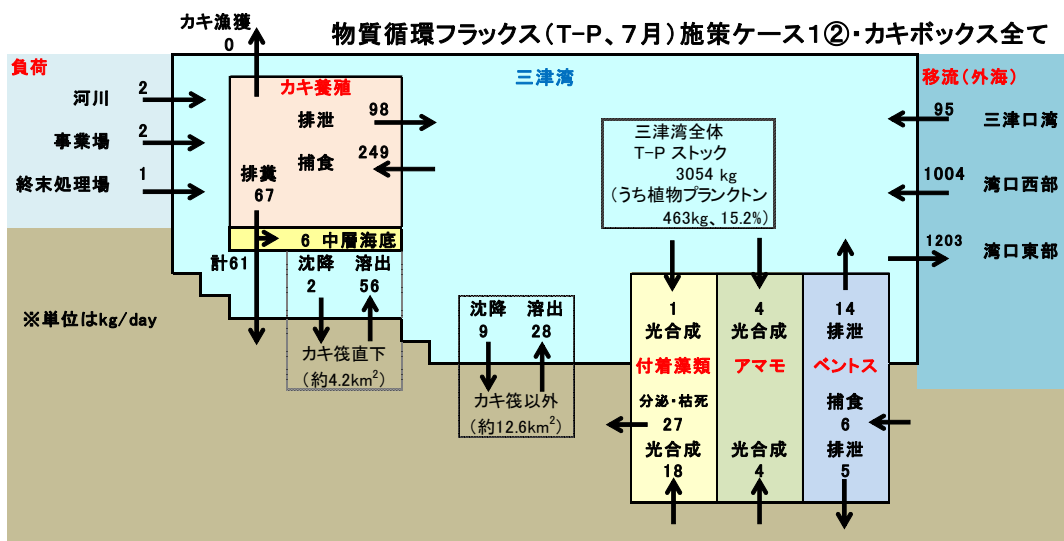 カキ漁獲
0
物質循環フラックス（T-P、７月）施策ケース１②・カキボックス全て
負荷
河川
2
事業場
2
終末処理場
1
三津湾
カキ養殖
排泄
98
捕食
249
排糞
67
6 中層海底
計61
沈降
2
溶出
56
カキ筏直下
（約4.2km²）
沈降
9
溶出
28
カキ筏以外
（約12.6km²）
三津湾全体
T-P ストック
3054 kg
（うち植物プランクトン
463kg、15.2%）
移流（外海）
95
三津口湾
1004
湾口西部
1203
湾口東部
※単位はkg/day
1
光合成
付着藻類
分泌・枯死
27
光合成
18
4
光合成
アマモ
光合成
4
14
排泄
ベントス
捕食
6
排泄
5